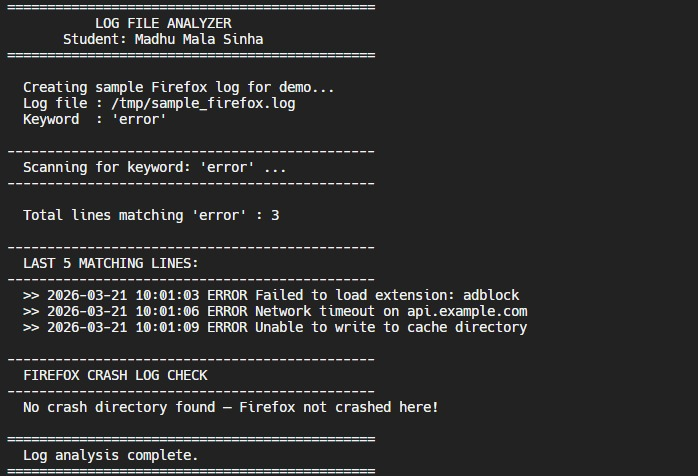 ===============================================
LOG FILE ANALYZER
Student: Madhu Mala Sinha
===============================================
Creating sample Firefox log for demo...
Log file : /tmp/sample_firefox.log
Keyword  : 'error'
-----------------------------------------------
Scanning for keyword: 'error' ...
-----------------------------------------------
Total lines matching 'error' : 3
-----------------------------------------------
LAST 5 MATCHING LINES:
-----------------------------------------------
>> 2026-03-21 10:01:03 ERROR Failed to load extension: adblock
>> 2026-03-21 10:01:06 ERROR Network timeout on api.example.com
>> 2026-03-21 10:01:09 ERROR Unable to write to cache directory
-----------------------------------------------
FIREFOX CRASH LOG CHECK
-----------------------------------------------
No crash directory found — Firefox not crashed here!
===============================================
Log analysis complete.
===============================================